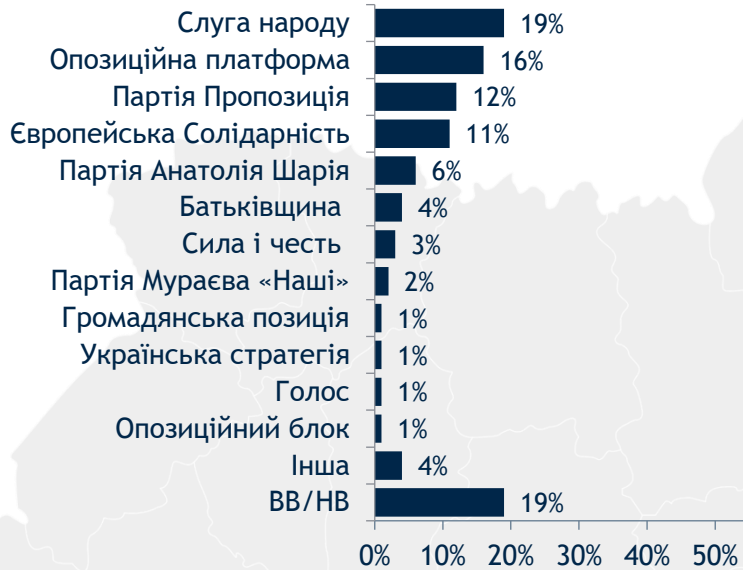 Слуга народу 19%
Опозиційна платформа 16%
Партія Пропозиція 12%
Європейська Солідарність 11%
Партія Анатолія Шарія 6%
Батьківщина 4%
Сила і честь 3%
Партія Мураєва «Наші» 2%
Громадянська позиція 1%
Українська стратегія 1%
Голос 1%
Опозиційний блок 1%
Інша 4%
ВВ/НВ 19%
0% 10% 20% 30% 40% 50%